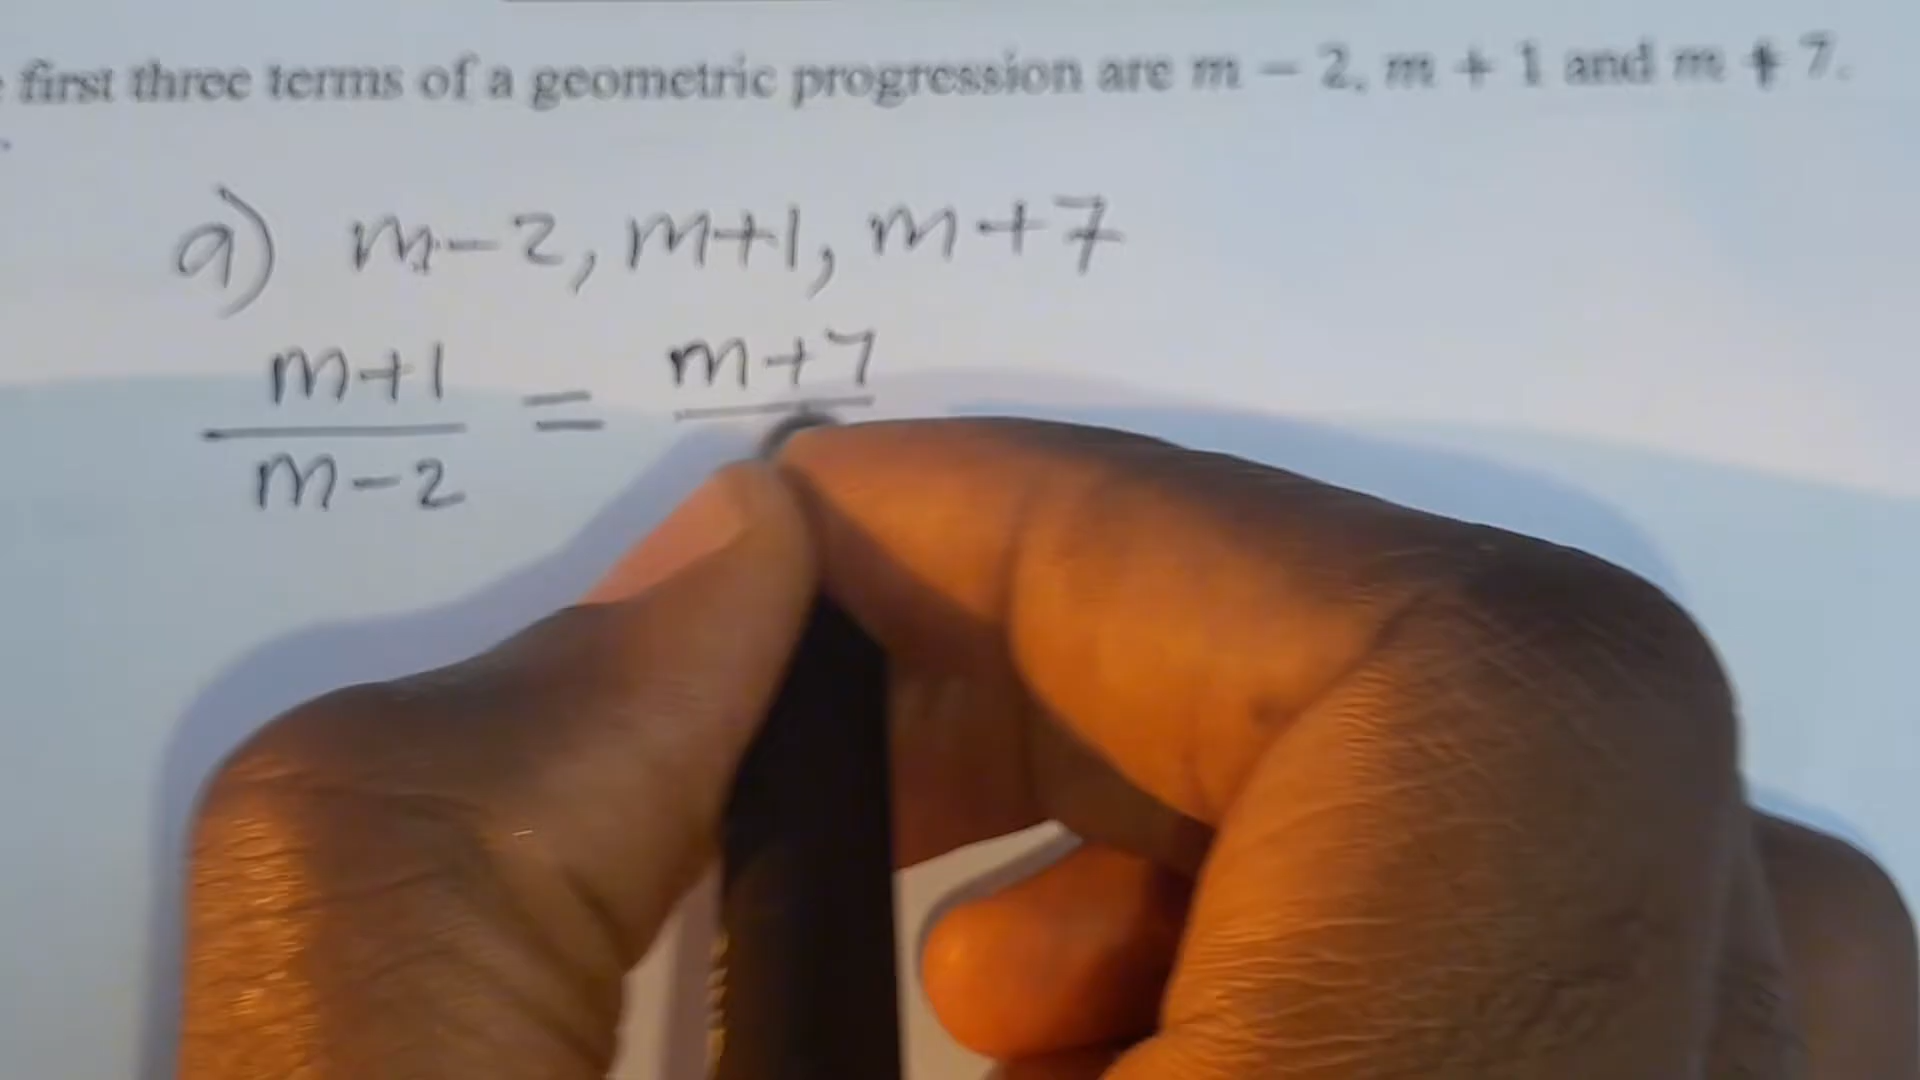 first three terms of a geometric progression are m − 2, m + 1 and m + 7.
a) m-2, m+1, m+7
m+1 = m+7
m-2